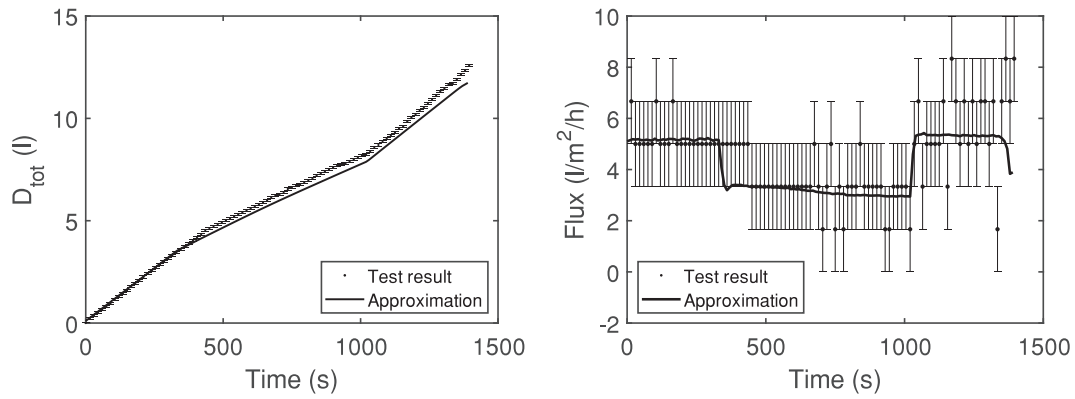 15
10
5
0
D_tot (l)
0 500 1000 1500
Time (s)
Test result
Approximation
10
8
6
4
2
0
-2
Flux (l/m²/h)
0 500 1000 1500
Time (s)
Test result
Approximation